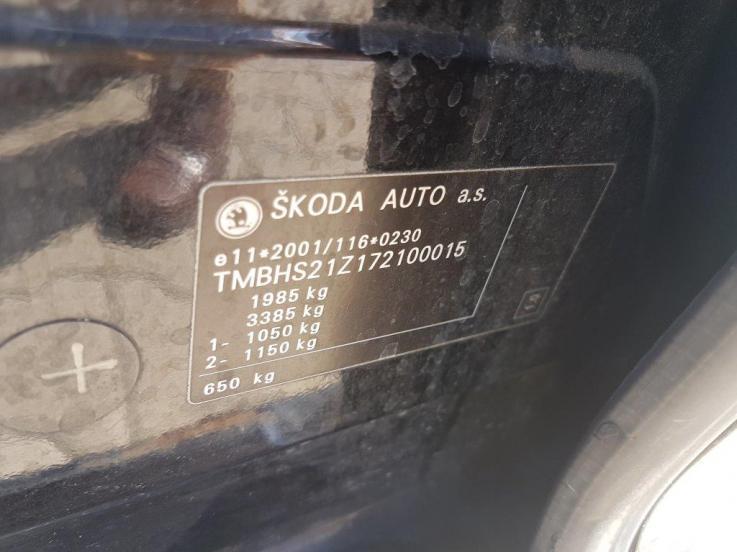 ŠKODA AUTO a.s.
e11*2001/116*0230
TMBHS21Z172100015
1985 kg
3385 kg
1- 1050 kg
2- 1150 kg
650 kg